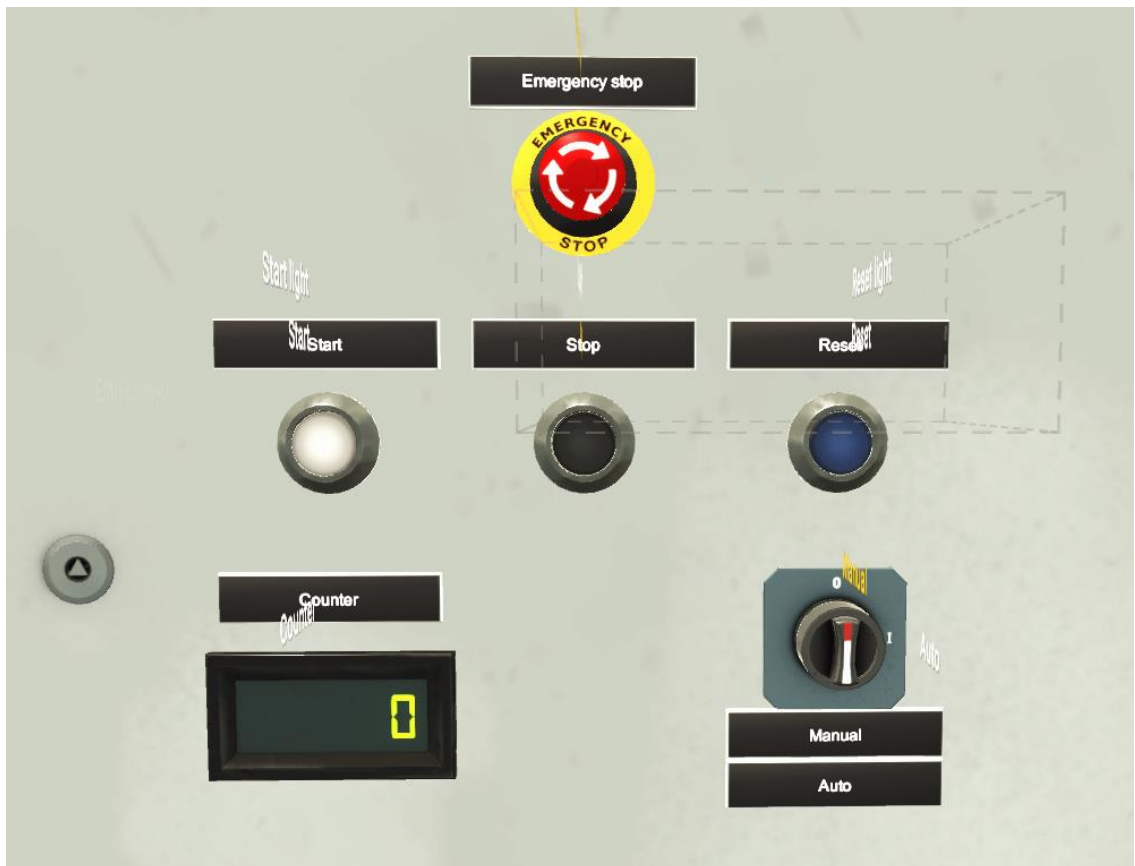 Emergency stop
EMERGENCY
STOP
Start light
Reset light
Start
Start
Stop
Reset
Reset
Manual
0
I
Auto
Counter
Counter
0
Manual
Auto